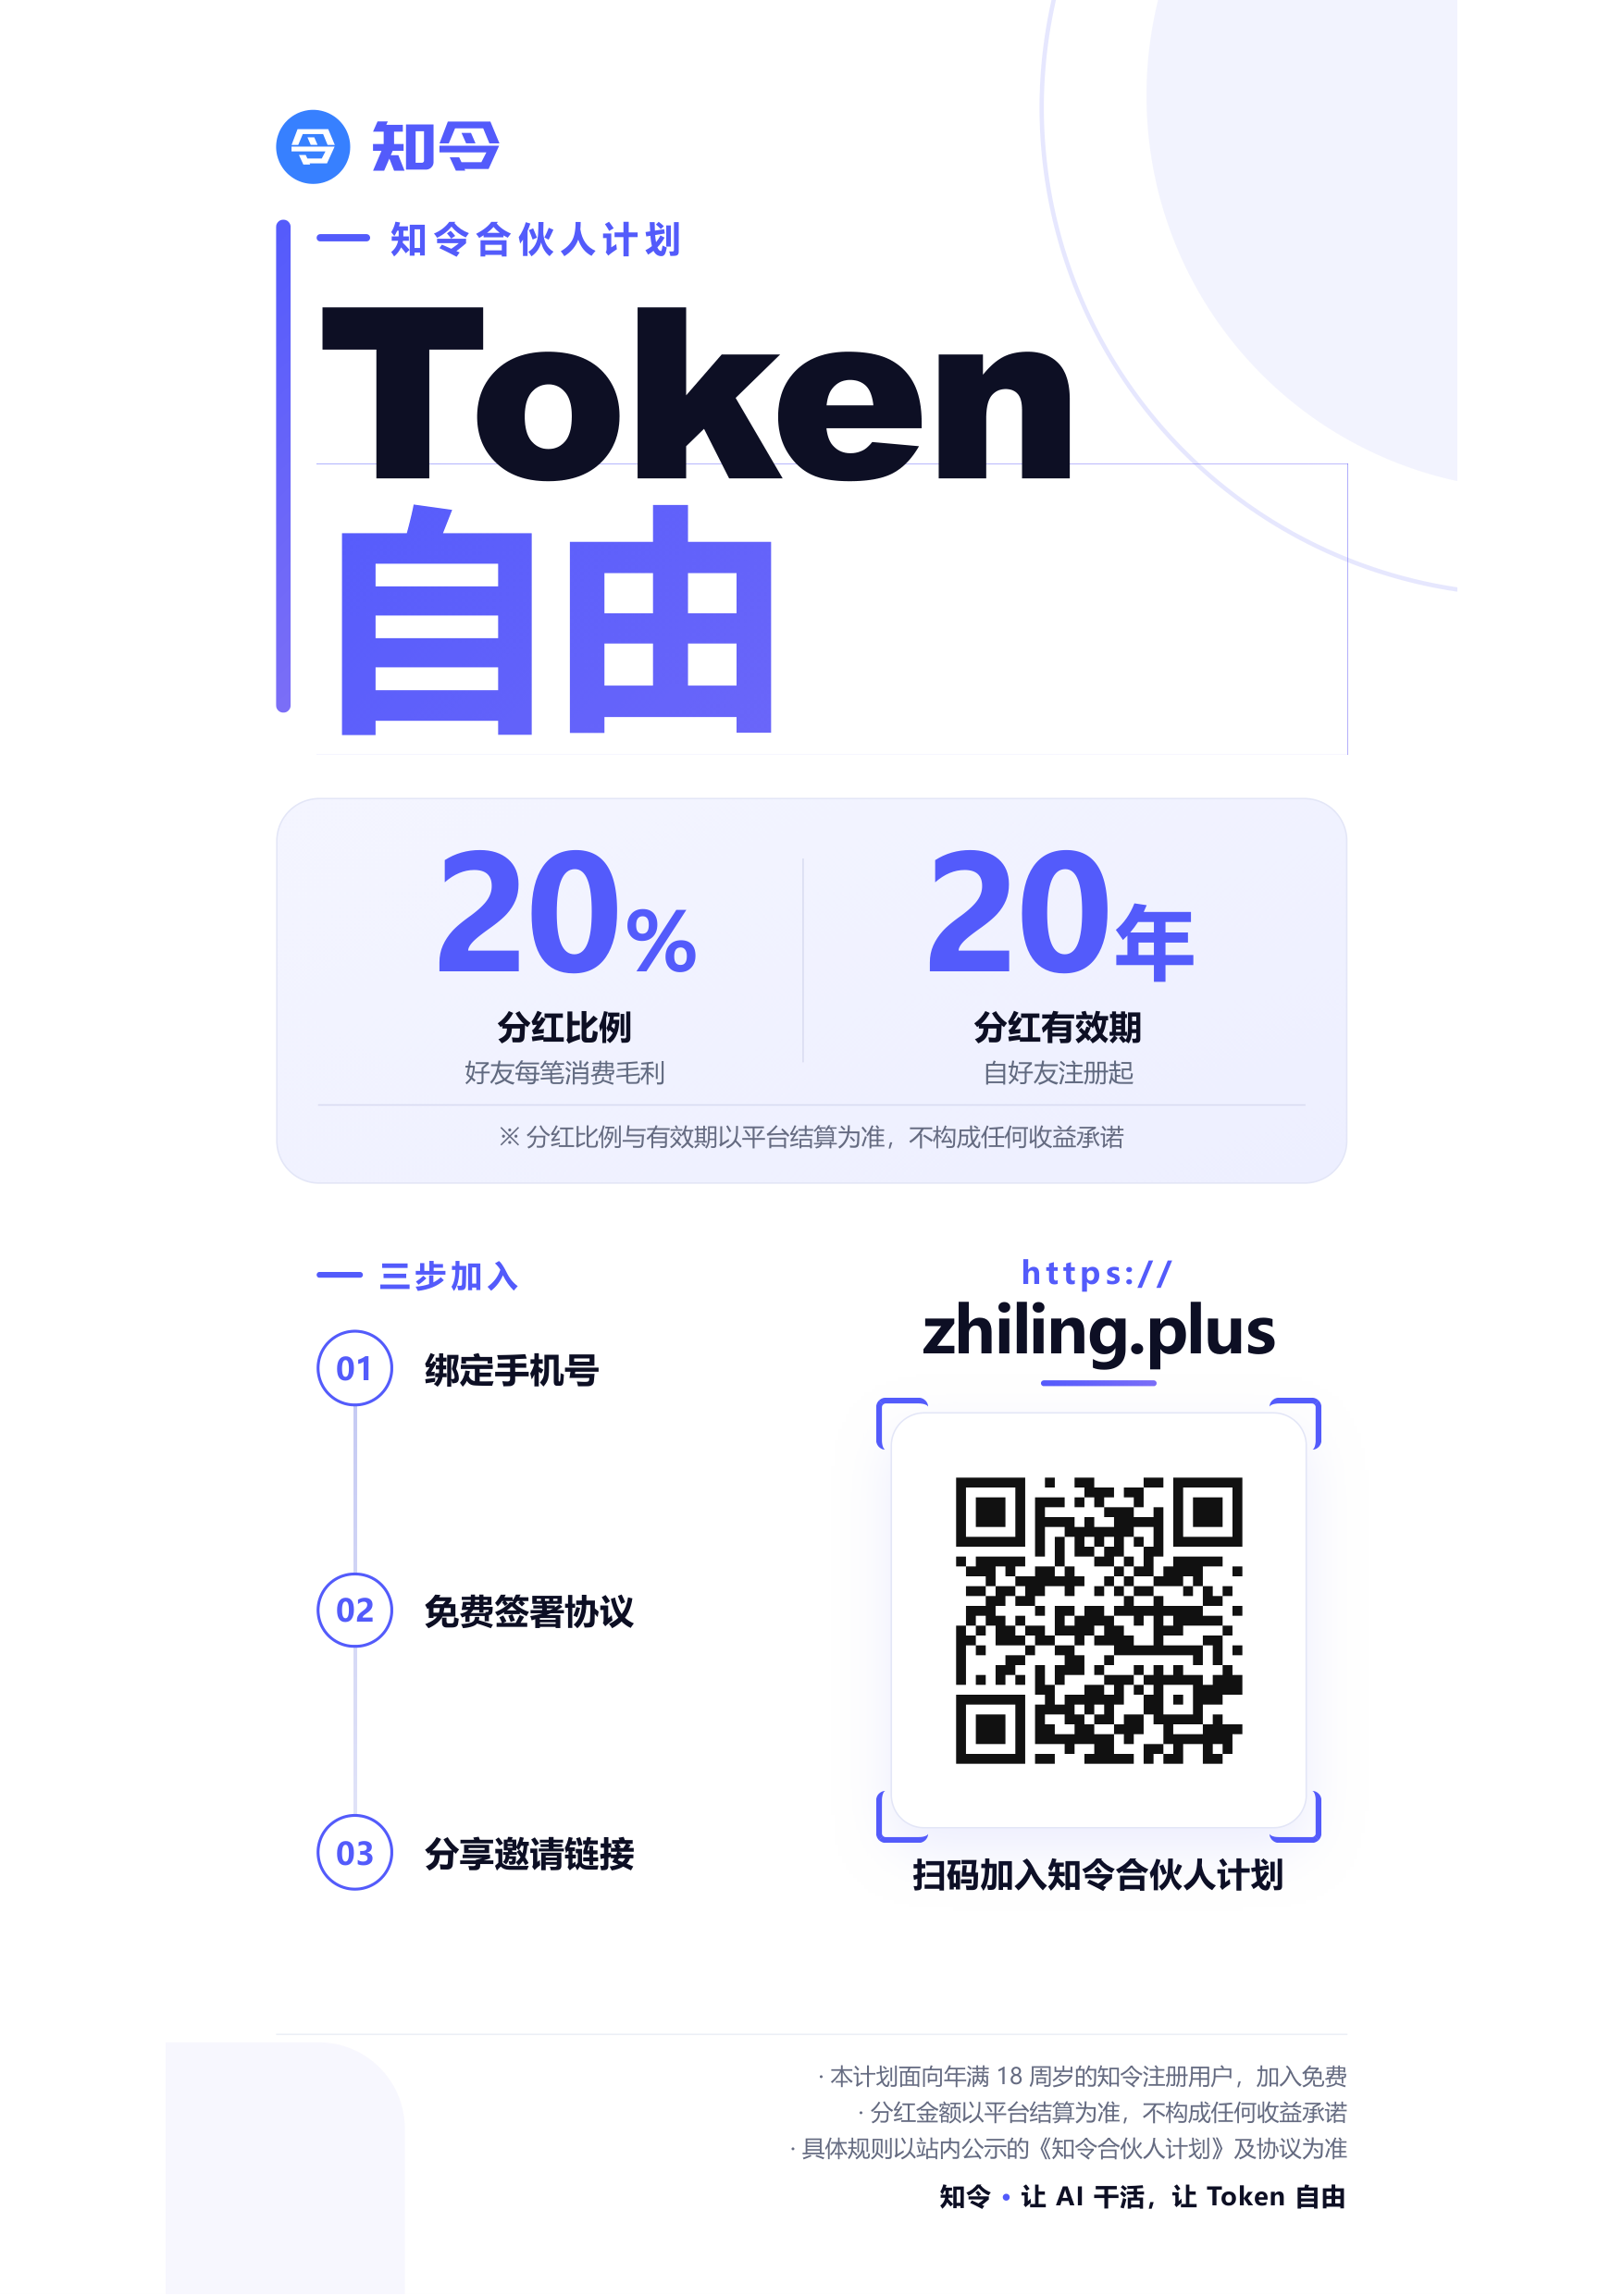 知令
知令合伙人计划
Token
自由
20%
分红比例
好友每笔消费毛利
20年
分红有效期
自好友注册起
※ 分红比例与有效期以平台结算为准，不构成任何收益承诺
三步加入
01 绑定手机号
02 免费签署协议
03 分享邀请链接
https://
zhiling.plus
扫码加入知令合伙人计划
· 本计划面向年满 18 周岁的知令注册用户，加入免费
· 分红金额以平台结算为准，不构成任何收益承诺
· 具体规则以站内公示的《知令合伙人计划》及协议为准
知令 • 让 AI 干活，让 Token 自由